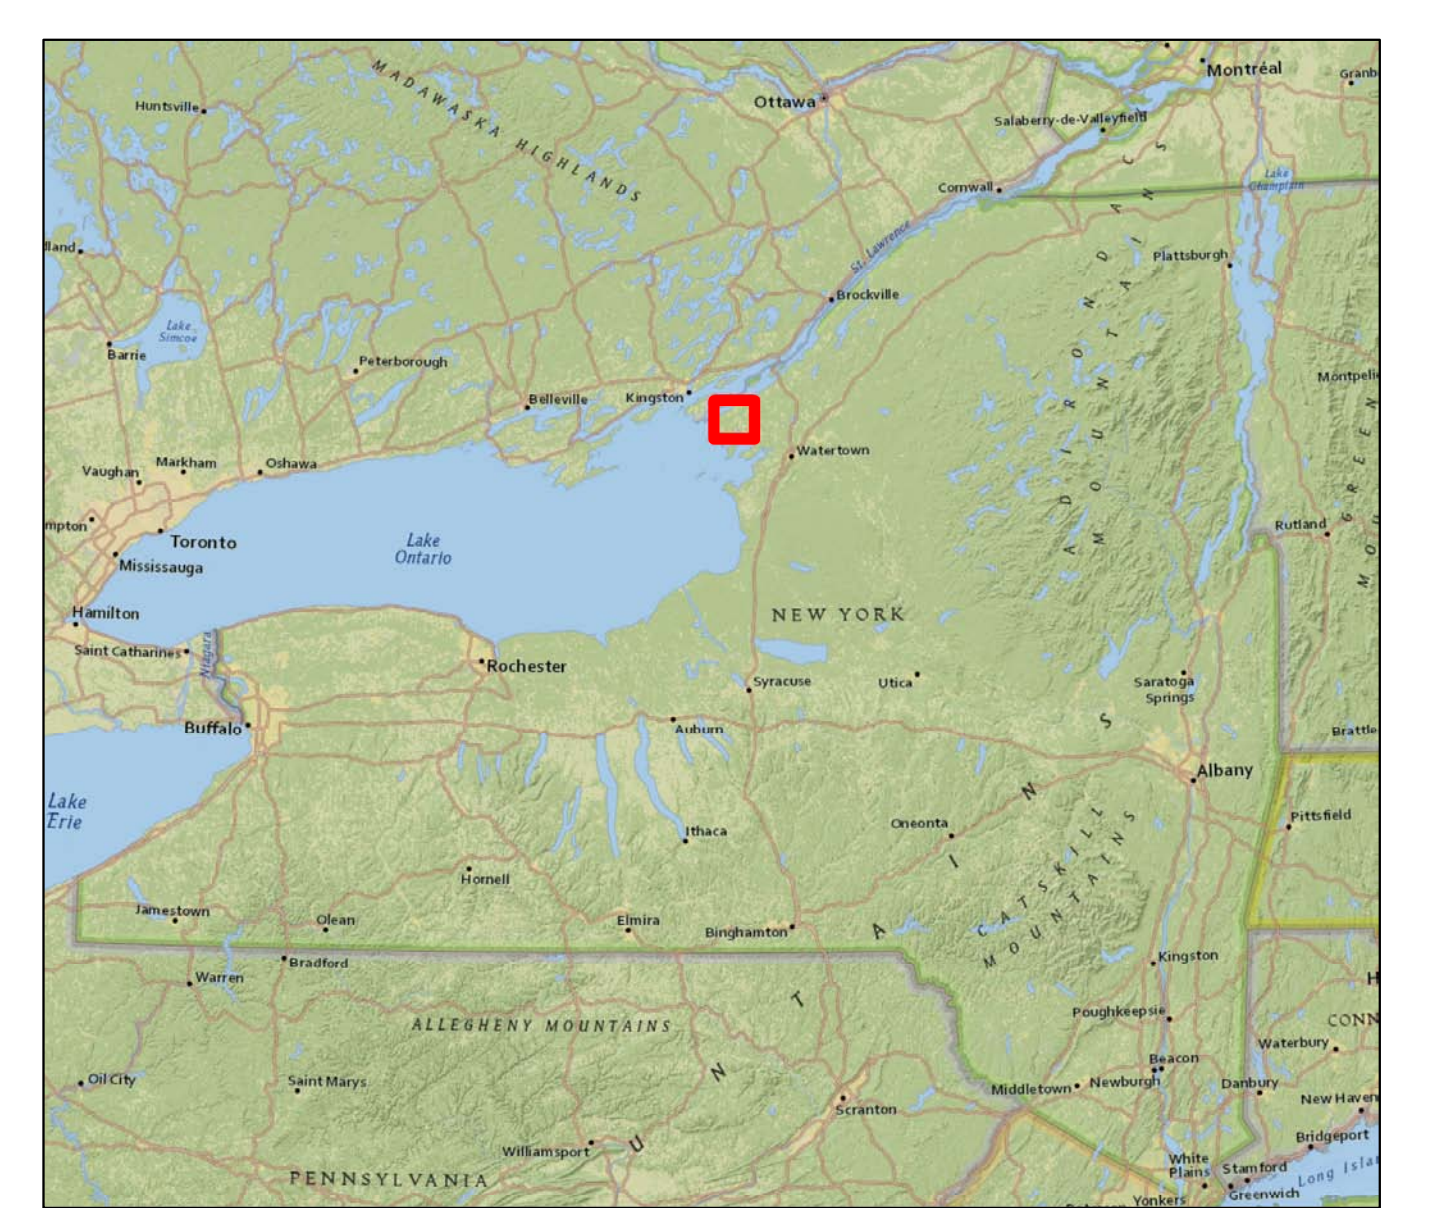 Montréal
Granb
Ottawa
MADAWASKA HIGHLANDS
Huntsville
Salaberry-de-Valleyfield
Cornwall
Lake
Champlain
lland
St. Lawrence
Plattsburgh
Brockville
Lake
Simcoe
Barrie
Peterborough
Montpeli
Belleville
Kingston
ADIRONDACK
MOUNTAINS
GREEN
MOU
Watertown
Markham
Oshawa
Vaughan
mpton
Toronto
Mississauga
Lake
Ontario
Rutland
Hamilton
NEW YORK
Saint Catharines
Niagara
Rochester
Syracuse
Utica
Saratoga
Springs
Buffalo
Auburn
Brattle
Albany
Lake
Erie
Pittsfield
Ithaca
Oneonta
CATSKILL
MOUNTAINS
Hornell
Jamestown
Olean
Elmira
Binghamton
UNTAINS
Kingston
Bradford
Warren
H
Poughkeepsie
CONN
ALLEGHENY MOUNTAINS
Waterbury
Beacon
Oil City
Saint Marys
Middletown
Newburgh
Danbury
New Haven
Scranton
Bridgeport
Williamsport
White
Plains
Stamford
Long Islan
PENNSYLVANIA
Greenwich
Yonkers